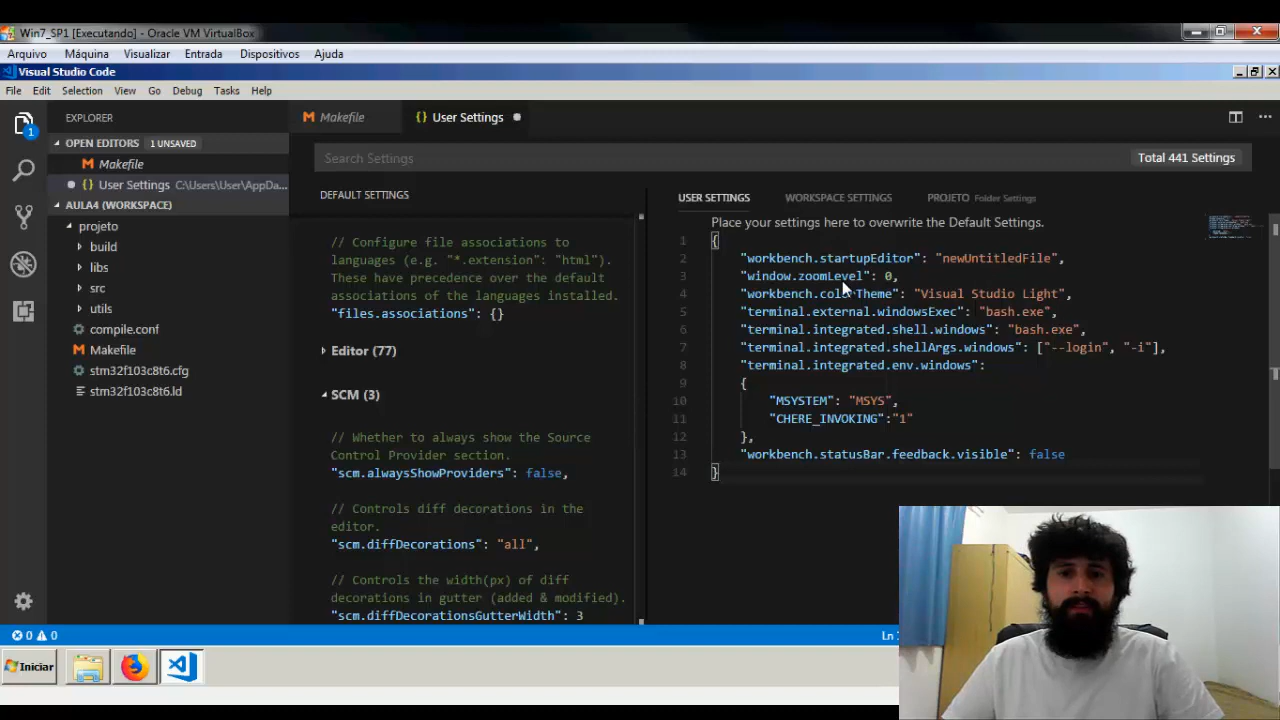 Win7_SP1 [Executando] - Oracle VM VirtualBox
Arquivo Máquina Visualizar Entrada Dispositivos Ajuda
Visual Studio Code
File Edit Selection View Go Debug Tasks Help
EXPLORER
OPEN EDITORS 1 UNSAVED
Makefile
User Settings C:\Users\User\AppDa...
AULA4 (WORKSPACE)
projeto
build
libs
src
utils
compile.conf
Makefile
stm32f103c8t6.cfg
stm32f103c8t6.ld
1
Makefile
{} User Settings
Search Settings
Total 441 Settings
DEFAULT SETTINGS
// Configure file associations to
languages (e.g. "*.extension": "html").
These have precedence over the default
associations of the languages installed.
"files.associations": {}
Editor (77)
SCM (3)
// Whether to always show the Source
Control Provider section.
"scm.alwaysShowProviders": false,
// Controls diff decorations in the
editor.
"scm.diffDecorations": "all",
// Controls the width(px) of diff
decorations in gutter (added & modified).
"scm.diffDecorationsGutterWidth": 3
USER SETTINGS WORKSPACE SETTINGS PROJETO Folder Settings
Place your settings here to overwrite the Default Settings.
1 {
2 "workbench.startupEditor": "newUntitledFile",
3 "window.zoomLevel": 0,
4 "workbench.colorTheme": "Visual Studio Light",
5 "terminal.external.windowsExec": "bash.exe",
6 "terminal.integrated.shell.windows": "bash.exe",
7 "terminal.integrated.shellArgs.windows": ["--login", "-i"],
8 "terminal.integrated.env.windows":
9 {
10 "MSYSTEM": "MSYS",
11 "CHERE_INVOKING":"1"
12 },
13 "workbench.statusBar.feedback.visible": false
14 }
0 0
Ln
Iniciar